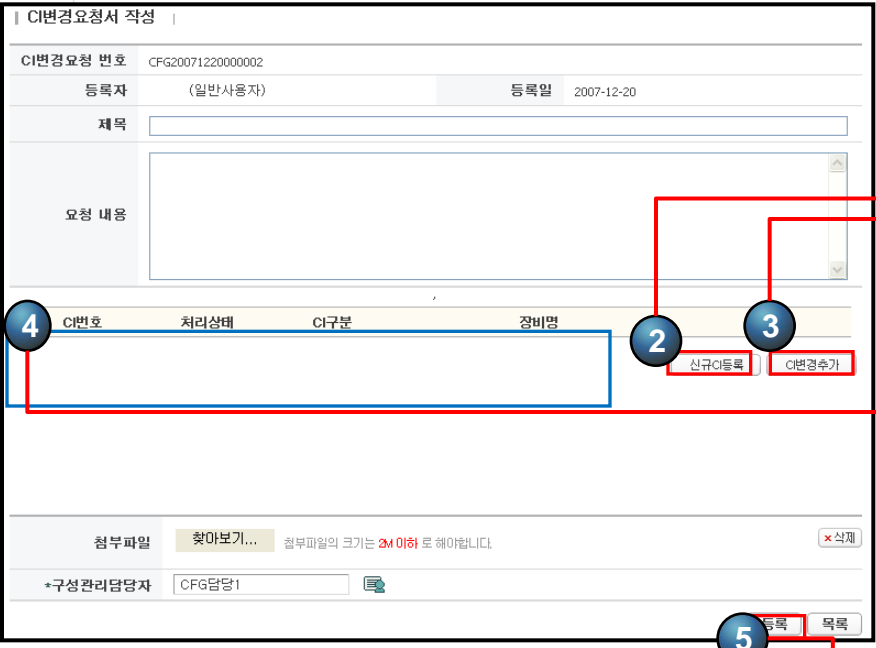 CI변경요청서 작성
CI변경요청 번호 CFG20071220000002
등록자 (일반사용자) 등록일 2007-12-20
제목
요청 내용
,
4 CI번호 처리상태 CI구분 장비명
2 3
신규CI등록 CI변경추가
첨부파일 찾아보기... 첨부파일의 크기는 2M 이하 로 해야합니다. ×삭제
*구성관리담당자 CFG담당1
5 등록 목록